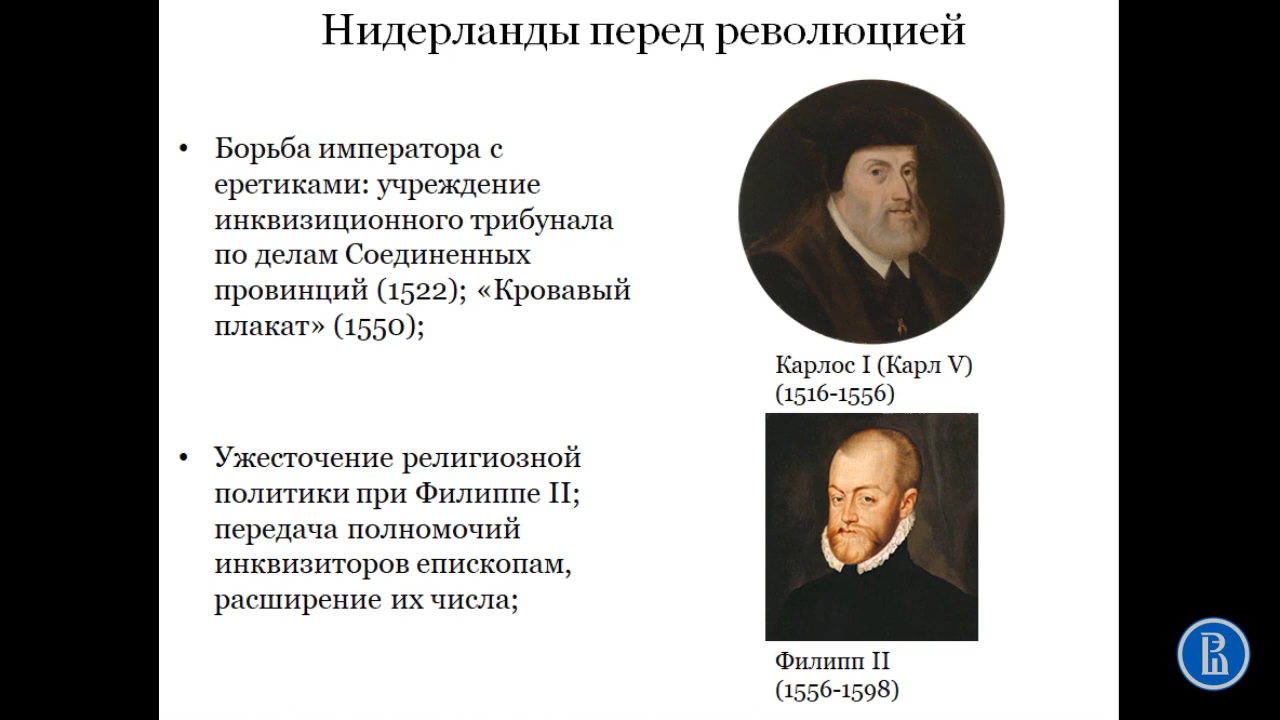 Нидерланды перед революцией
• Борьба императора с
еретиками: учреждение
инквизиционного трибунала
по делам Соединенных
провинций (1522); «Кровавый
плакат» (1550);
Карлос I (Карл V)
(1516-1556)
• Ужесточение религиозной
политики при Филиппе II;
передача полномочий
инквизиторов епископам,
расширение их числа;
Филипп II
(1556-1598)